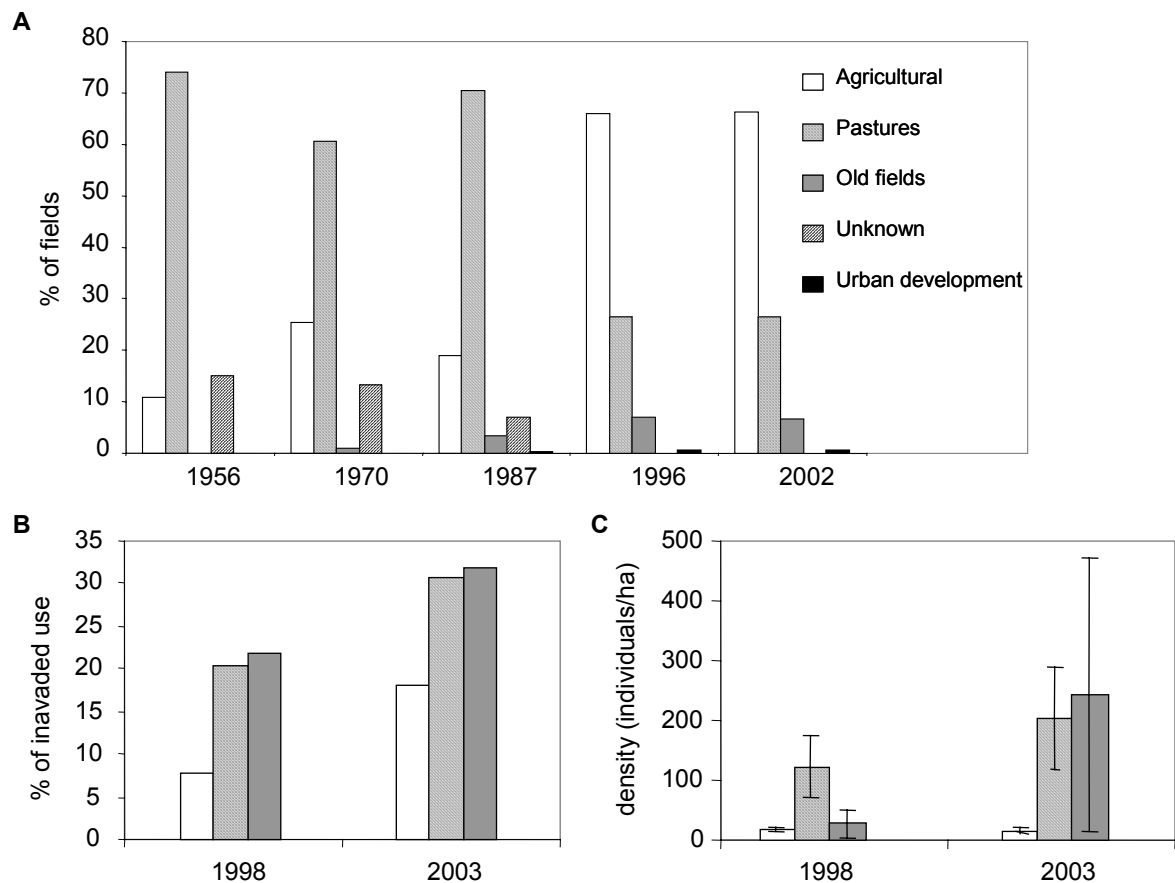 A
80
70
60
50
40
30
20
10
0
% of fields
Agricultural
Pastures
Old fields
Unknown
Urban development
1956 1970 1987 1996 2002
B
35
30
25
20
15
10
5
0
% of inavaded use
1998 2003
C
500
400
300
200
100
0
density (individuals/ha)
1998 2003